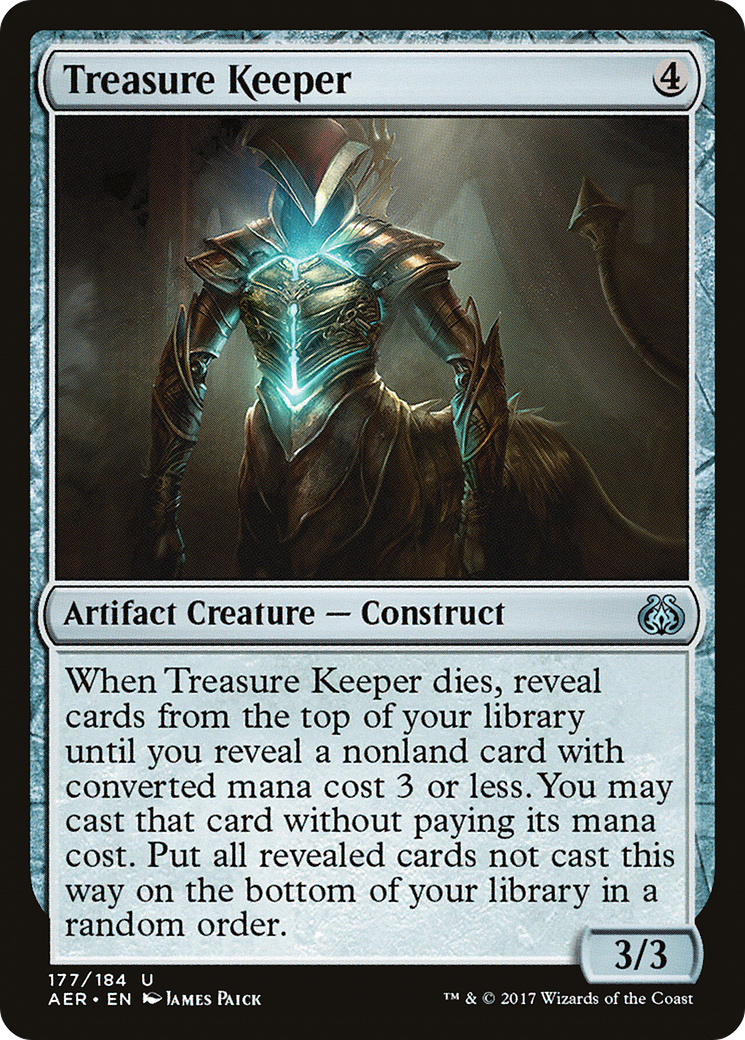 Treasure Keeper 4
Artifact Creature — Construct
When Treasure Keeper dies, reveal
cards from the top of your library
until you reveal a nonland card with
converted mana cost 3 or less. You may
cast that card without paying its mana
cost. Put all revealed cards not cast this
way on the bottom of your library in a
random order.
3/3
177/184 U
AER • EN James Paick
™ & © 2017 Wizards of the Coast